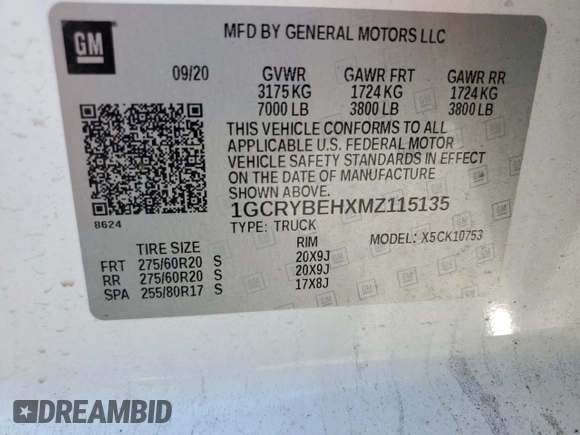 GM
MFD BY GENERAL MOTORS LLC
09/20 GVWR GAWR FRT GAWR RR
3175 KG 1724 KG 1724 KG
7000 LB 3800 LB 3800 LB
THIS VEHICLE CONFORMS TO ALL
APPLICABLE U.S. FEDERAL MOTOR
VEHICLE SAFETY STANDARDS IN EFFECT
ON THE DATE OF MANUFACTURE
SHOWN ABOVE.
8624
1GCRYBEHXMZ115135
TYPE: TRUCK MODEL: X5CK10753
TIRE SIZE RIM
FRT 275/60R20 S 20X9J
RR 275/60R20 S 20X9J
SPA 255/80R17 S 17X8J
DREAMBID